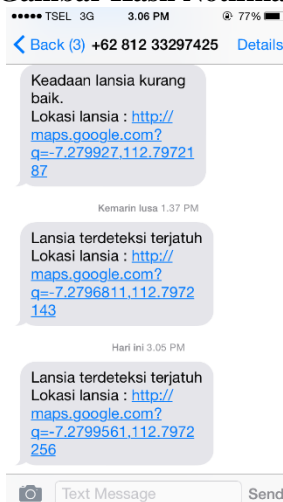 TSEL 3G 3.06 PM 77%
Back (3) +62 812 33297425 Details
Keadaan lansia kurang
baik.
Lokasi lansia : http://
maps.google.com?
q=-7.279927,112.79721
87
Kemarin lusa 1.37 PM
Lansia terdeteksi terjatuh
Lokasi lansia : http://
maps.google.com?
q=-7.2796811,112.7972
143
Hari ini 3.05 PM
Lansia terdeteksi terjatuh
Lokasi lansia : http://
maps.google.com?
q=-7.2799561,112.7972
256
Text Message Send